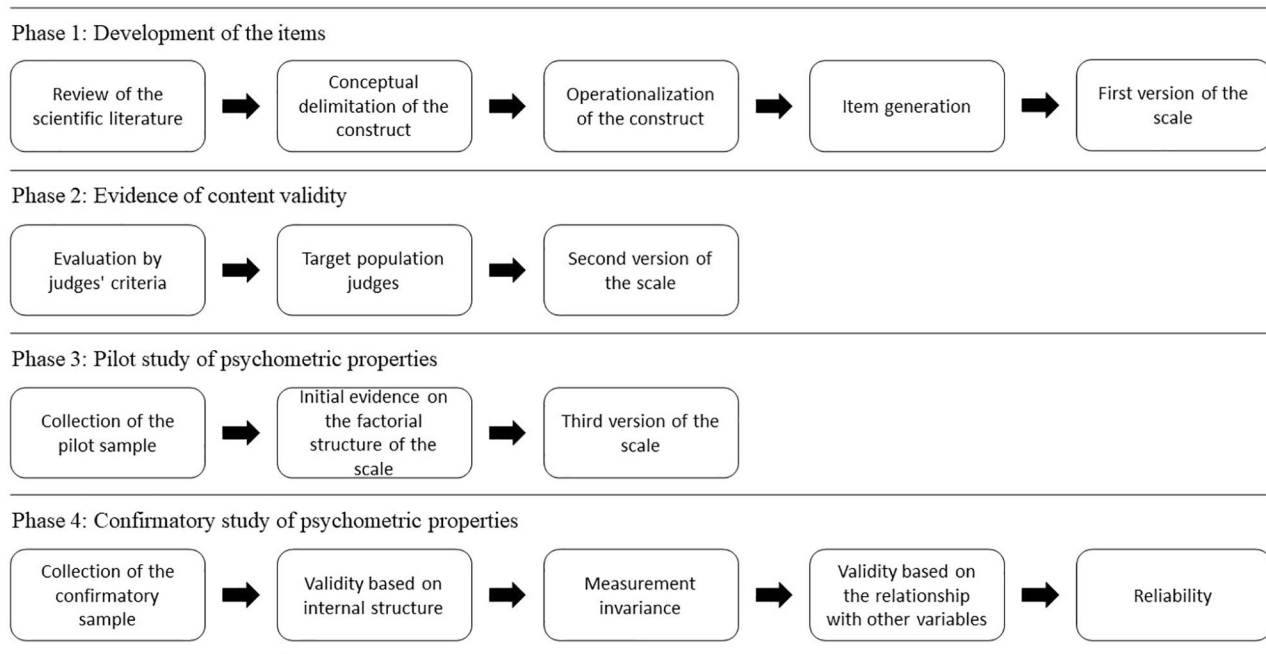 Phase 1: Development of the items
Review of the
scientific literature
Conceptual
delimitation of the
construct
Operationalization
of the construct
Item generation
First version of the
scale
Phase 2: Evidence of content validity
Evaluation by
judges' criteria
Target population
judges
Second version of
the scale
Phase 3: Pilot study of psychometric properties
Collection of the
pilot sample
Initial evidence on
the factorial
structure of the
scale
Third version of the
scale
Phase 4: Confirmatory study of psychometric properties
Collection of the
confirmatory
sample
Validity based on
internal structure
Measurement
invariance
Validity based on
the relationship
with other variables
Reliability